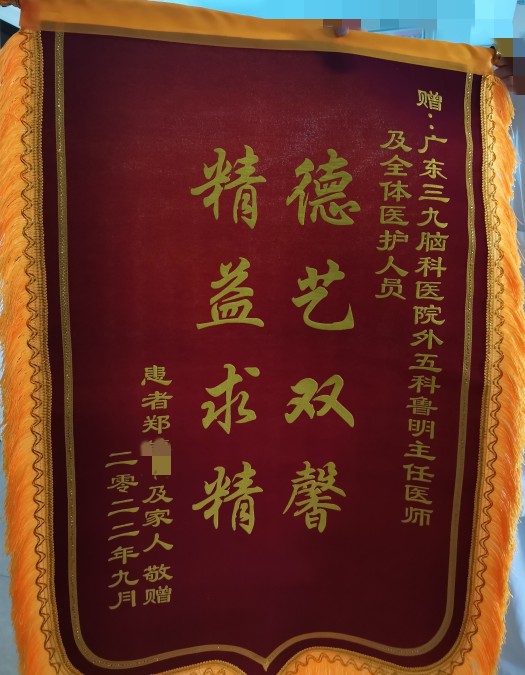 赠：广东三九脑科医院外五科鲁明主任医师
及全体医护人员
德艺双馨
精益求精
患者郑 及家人敬赠
二零二二年九月